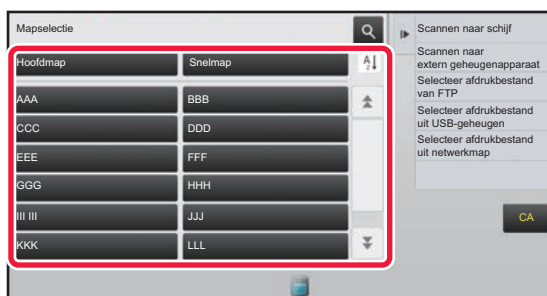 Mapselectie
Hoofdmap
Snelmap
AAA
BBB
CCC
DDD
EEE
FFF
GGG
HHH
III III
JJJ
KKK
LLL
Scannen naar schijf
Scannen naar
extern geheugenapparaat
Selecteer afdrukbestand
van FTP
Selecteer afdrukbestand
uit USB-geheugen
Selecteer afdrukbestand
uit netwerkmap
CA